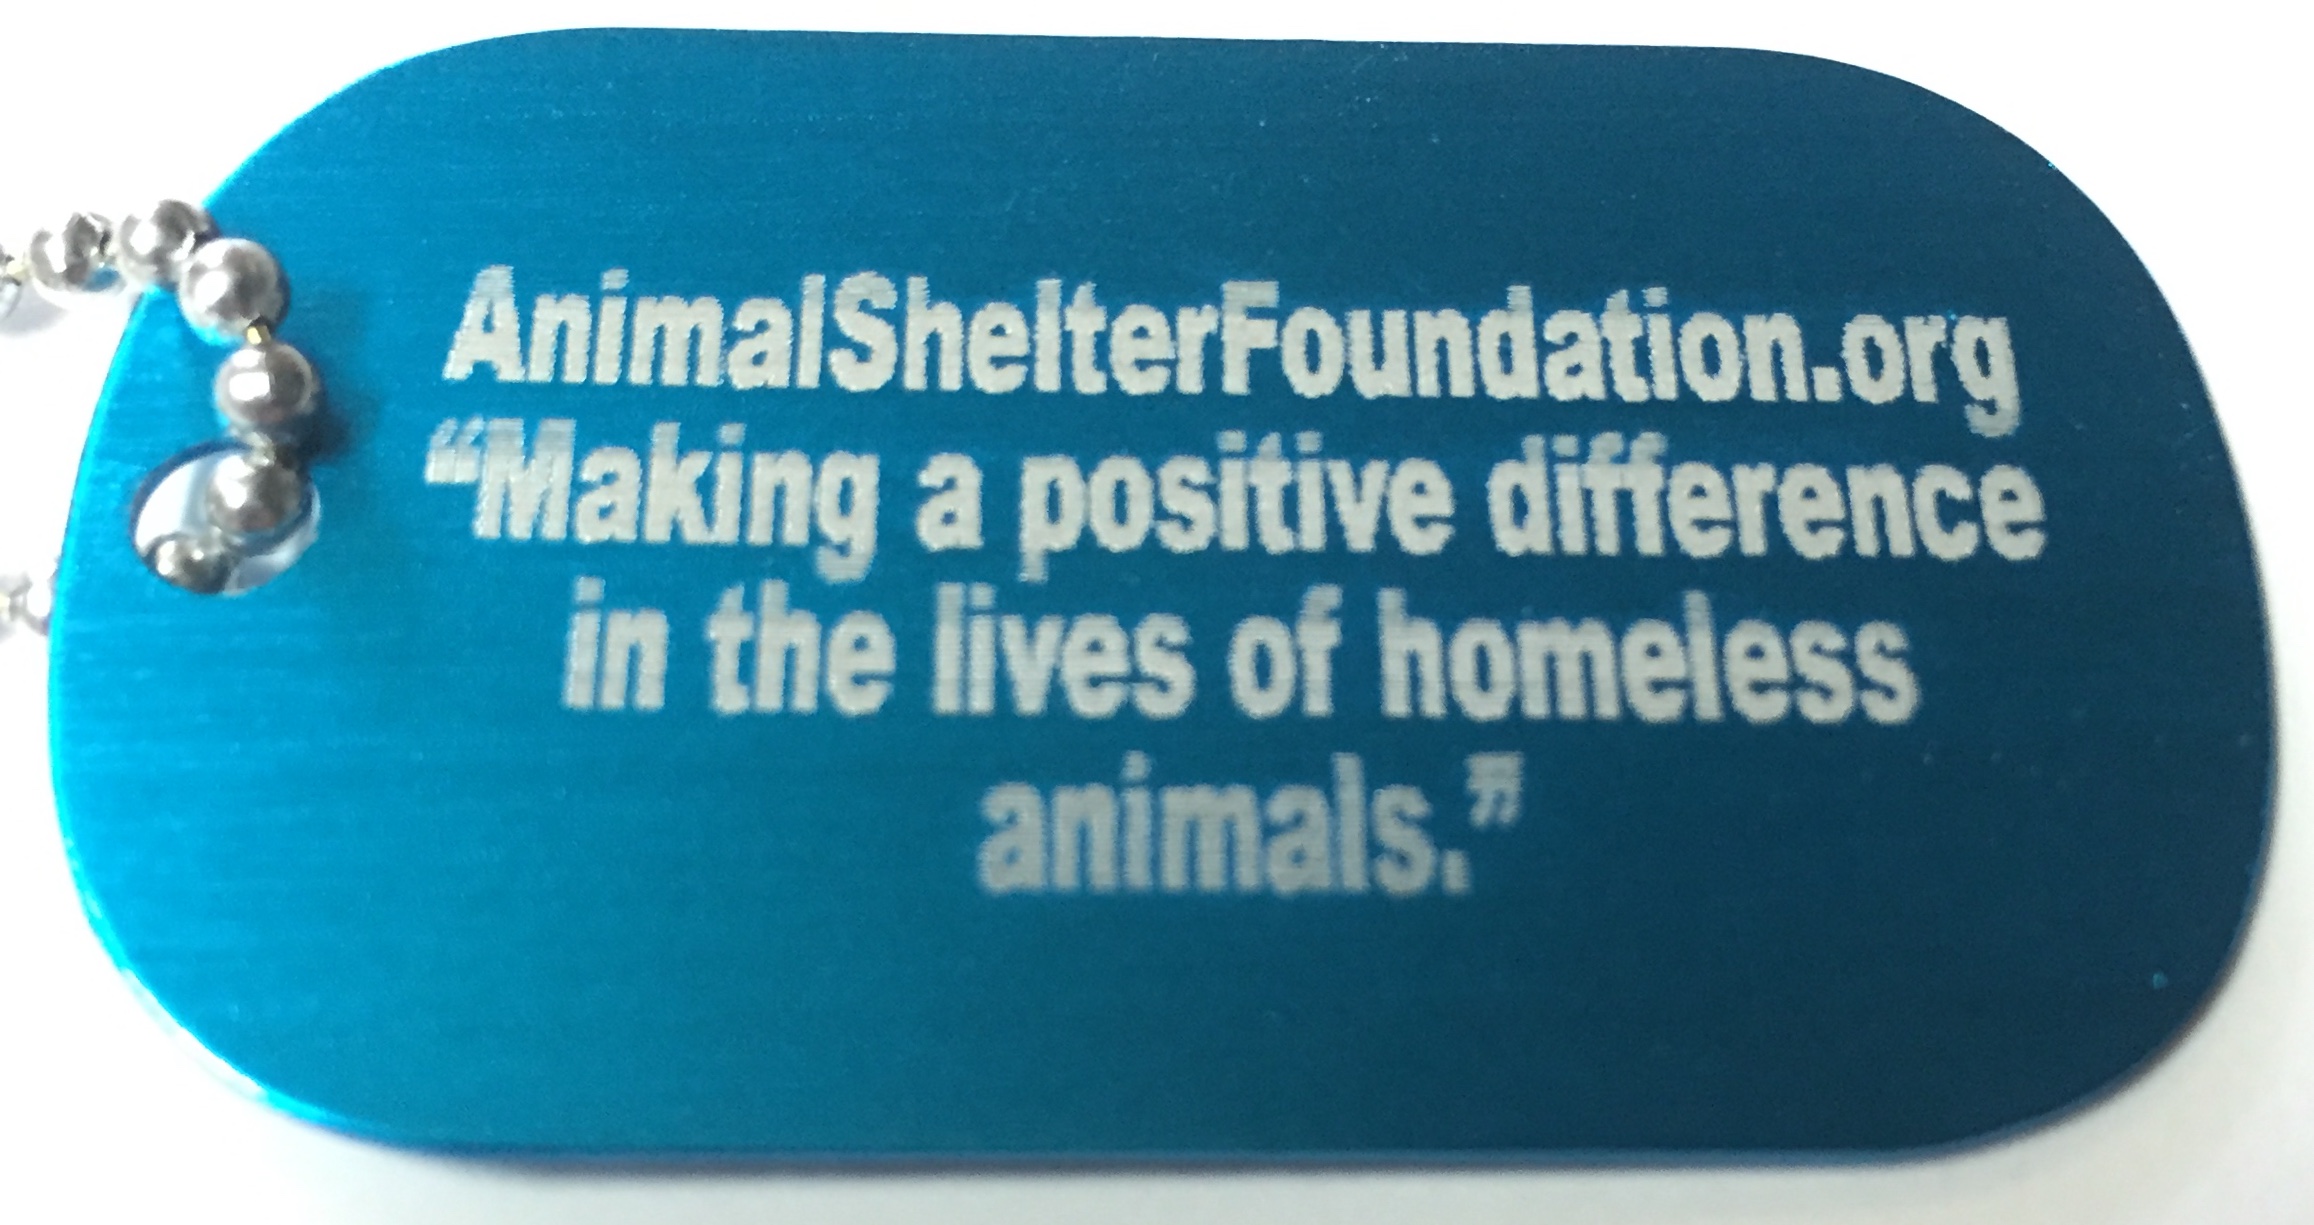 AnimalShelterFoundation.org
“Making a positive difference
in the lives of homeless
animals.”